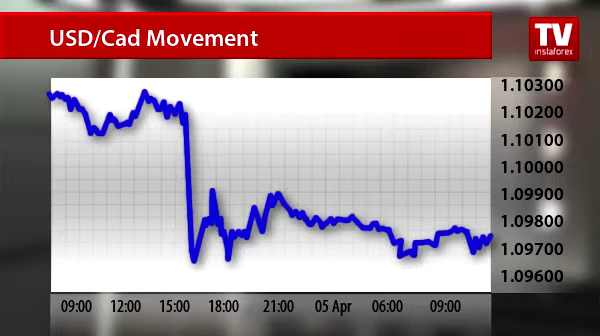 USD/Cad Movement
TV
instaforex
1.10300
1.10200
1.10100
1.10000
1.09900
1.09800
1.09700
1.09600
09:00 12:00 15:00 18:00 21:00 05 Apr 06:00 09:00